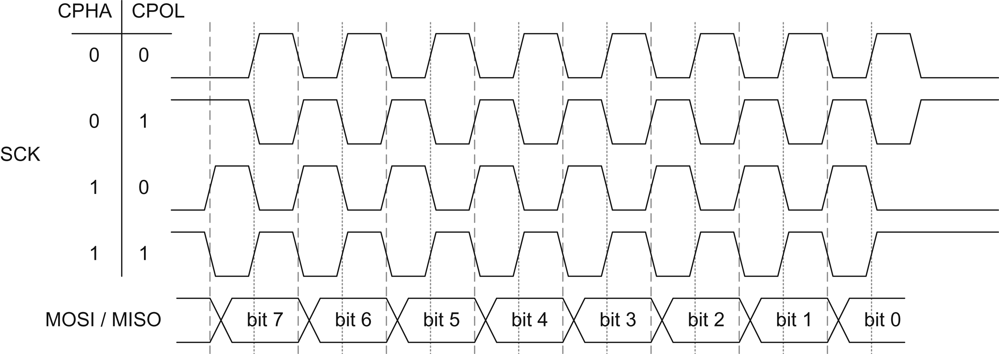 CPHA CPOL
0 0
0 1
SCK
1 0
1 1
MOSI / MISO bit 7 bit 6 bit 5 bit 4 bit 3 bit 2 bit 1 bit 0